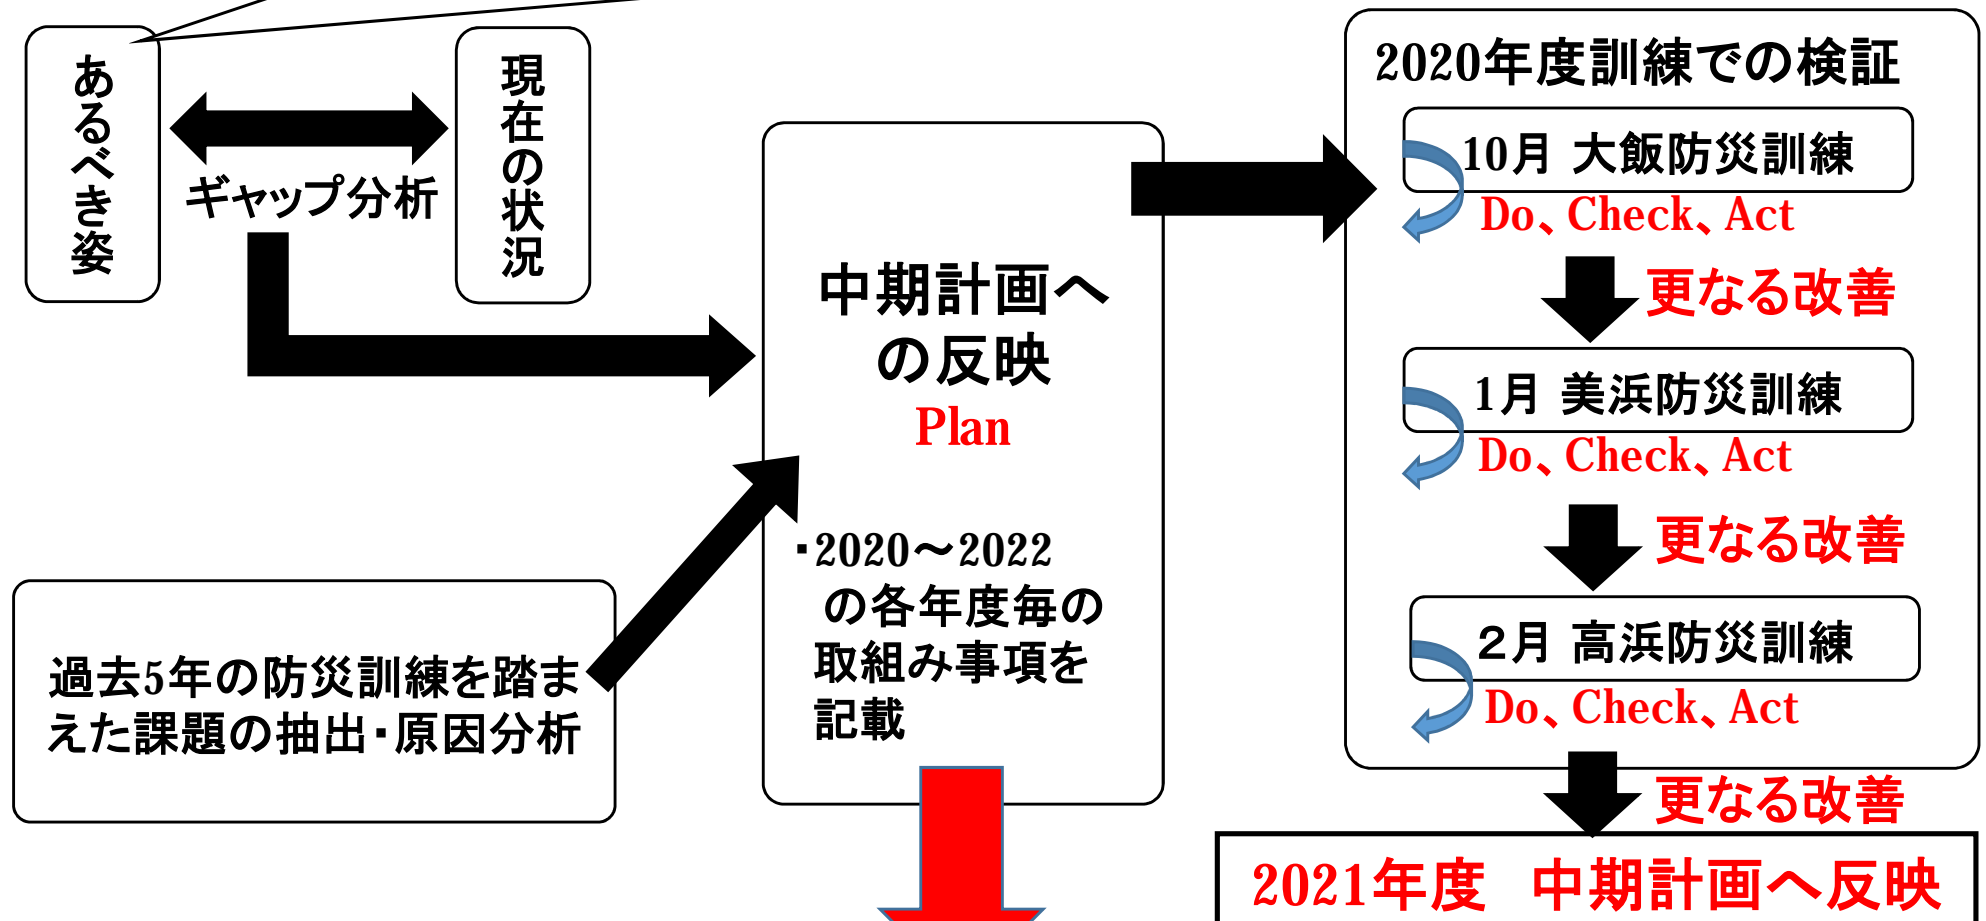 あるべき姿
現在の状況
ギャップ分析
過去5年の防災訓練を踏ま
えた課題の抽出・原因分析
中期計画へ
の反映
Plan
・2020～2022
の各年度毎の
取組み事項を
記載
2020年度訓練での検証
10月 大飯防災訓練
Do、Check、Act
更なる改善
1月 美浜防災訓練
Do、Check、Act
更なる改善
２月 高浜防災訓練
Do、Check、Act
更なる改善
2021年度　中期計画へ反映